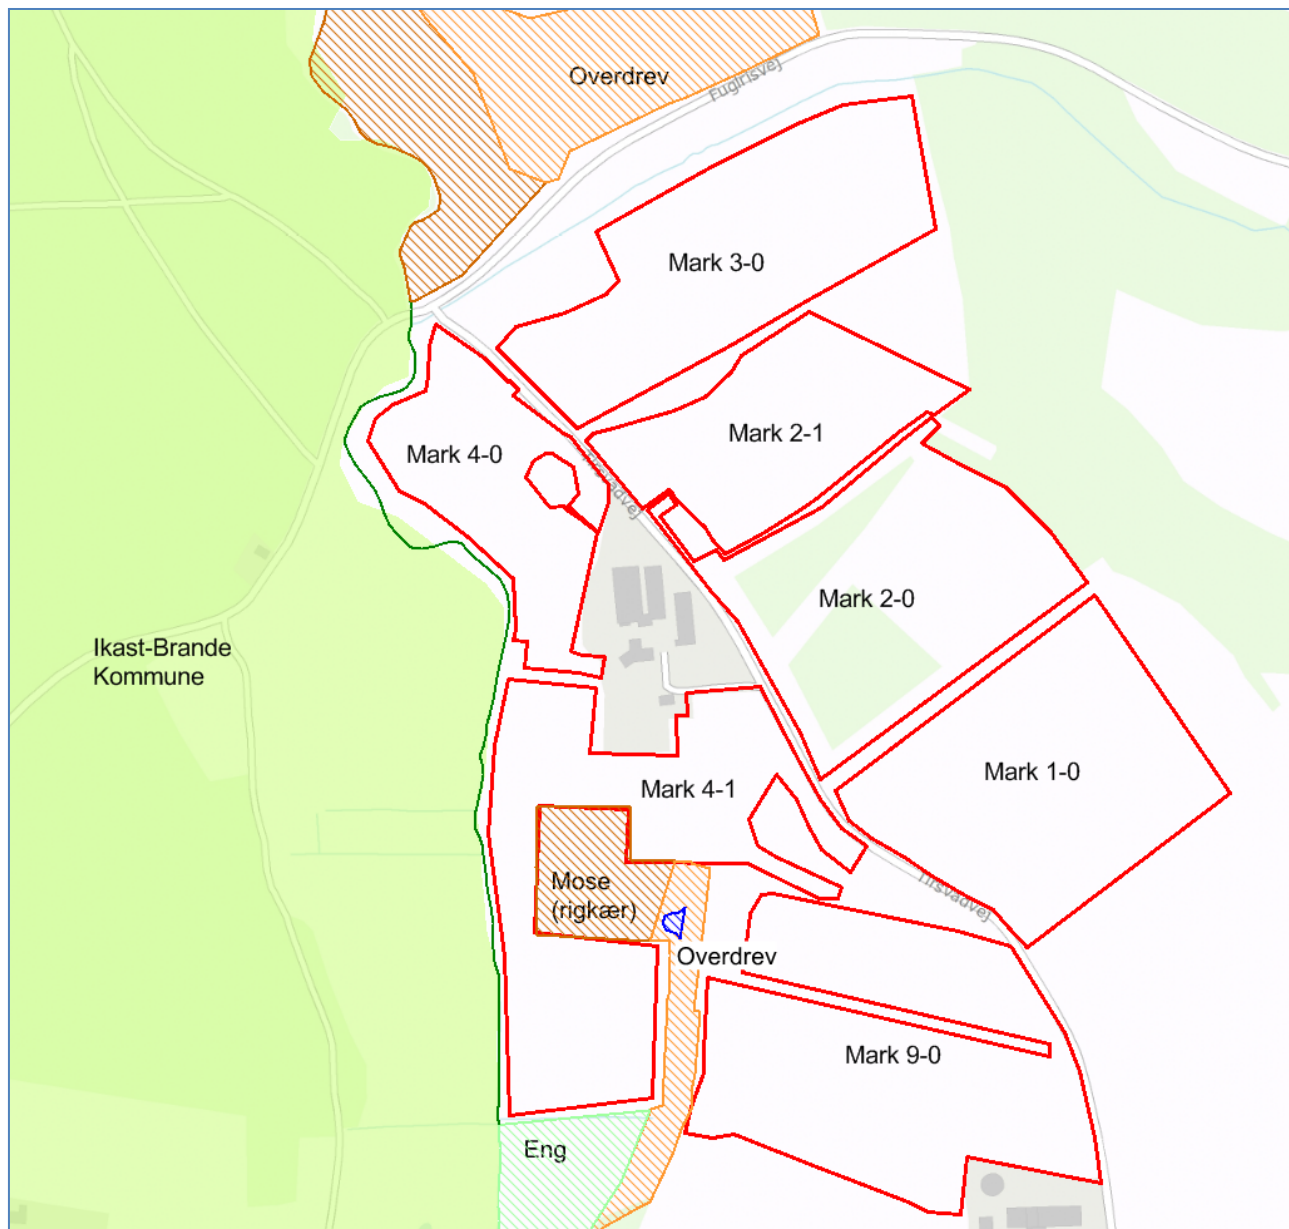 Overdrev
Fuglrisvej
Mark 3-0
Mark 2-1
Mark 4-0
Mark 2-0
Ikast-Brande
Kommune
Mark 1-0
Mark 4-1
Mose
(rigkær)
Overdrev
Mark 9-0
Eng